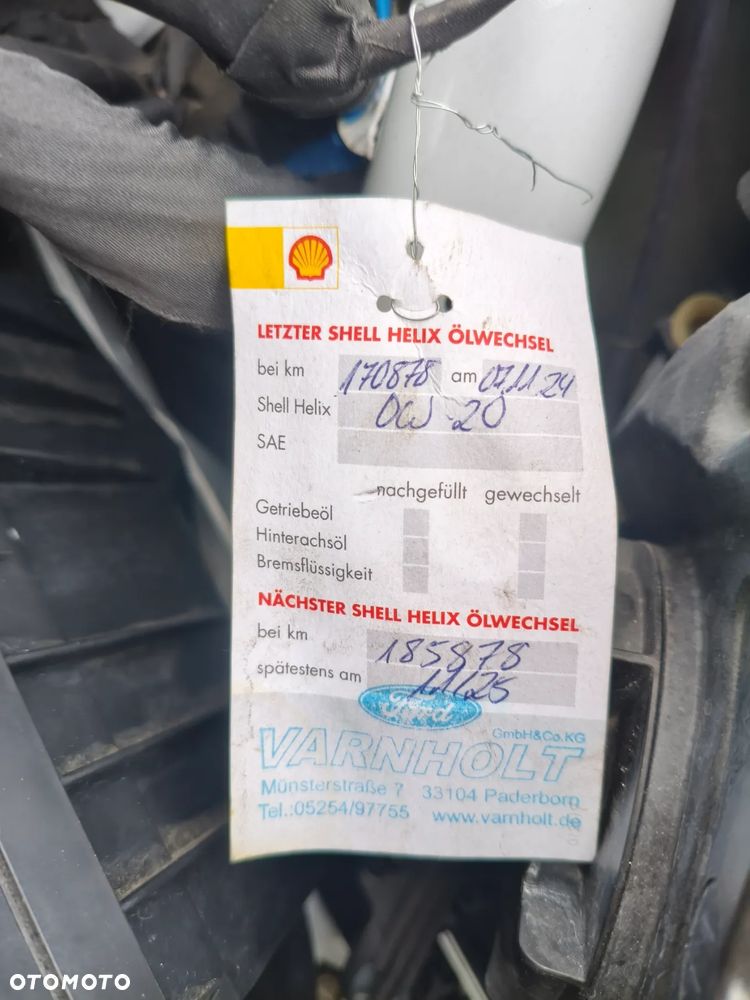 LETZTER SHELL HELIX ÖLWECHSEL
bei km 170878 am 07.11.24
Shell Helix 0W-20
SAE
nachgefüllt gewechselt
Getriebeöl
Hinterachsöl
Bremsflüssigkeit
NÄCHSTER SHELL HELIX ÖLWECHSEL
bei km 185878
spätestens am 11/25
Ford
GmbH&Co.KG
VARNHOLT
Münsterstraße 7 33104 Paderborn
Tel.:05254/97755 www.varnholt.de
OTOMOTO